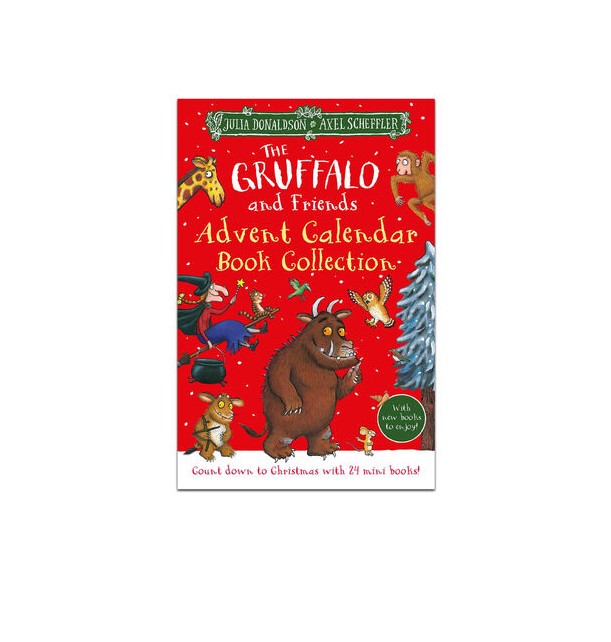 JULIA DONALDSON ★ AXEL SCHEFFLER
THE
GRUFFALO
and Friends
Advent Calendar
Book Collection
With
new books
to enjoy!
Count down to Christmas with 24 mini books!